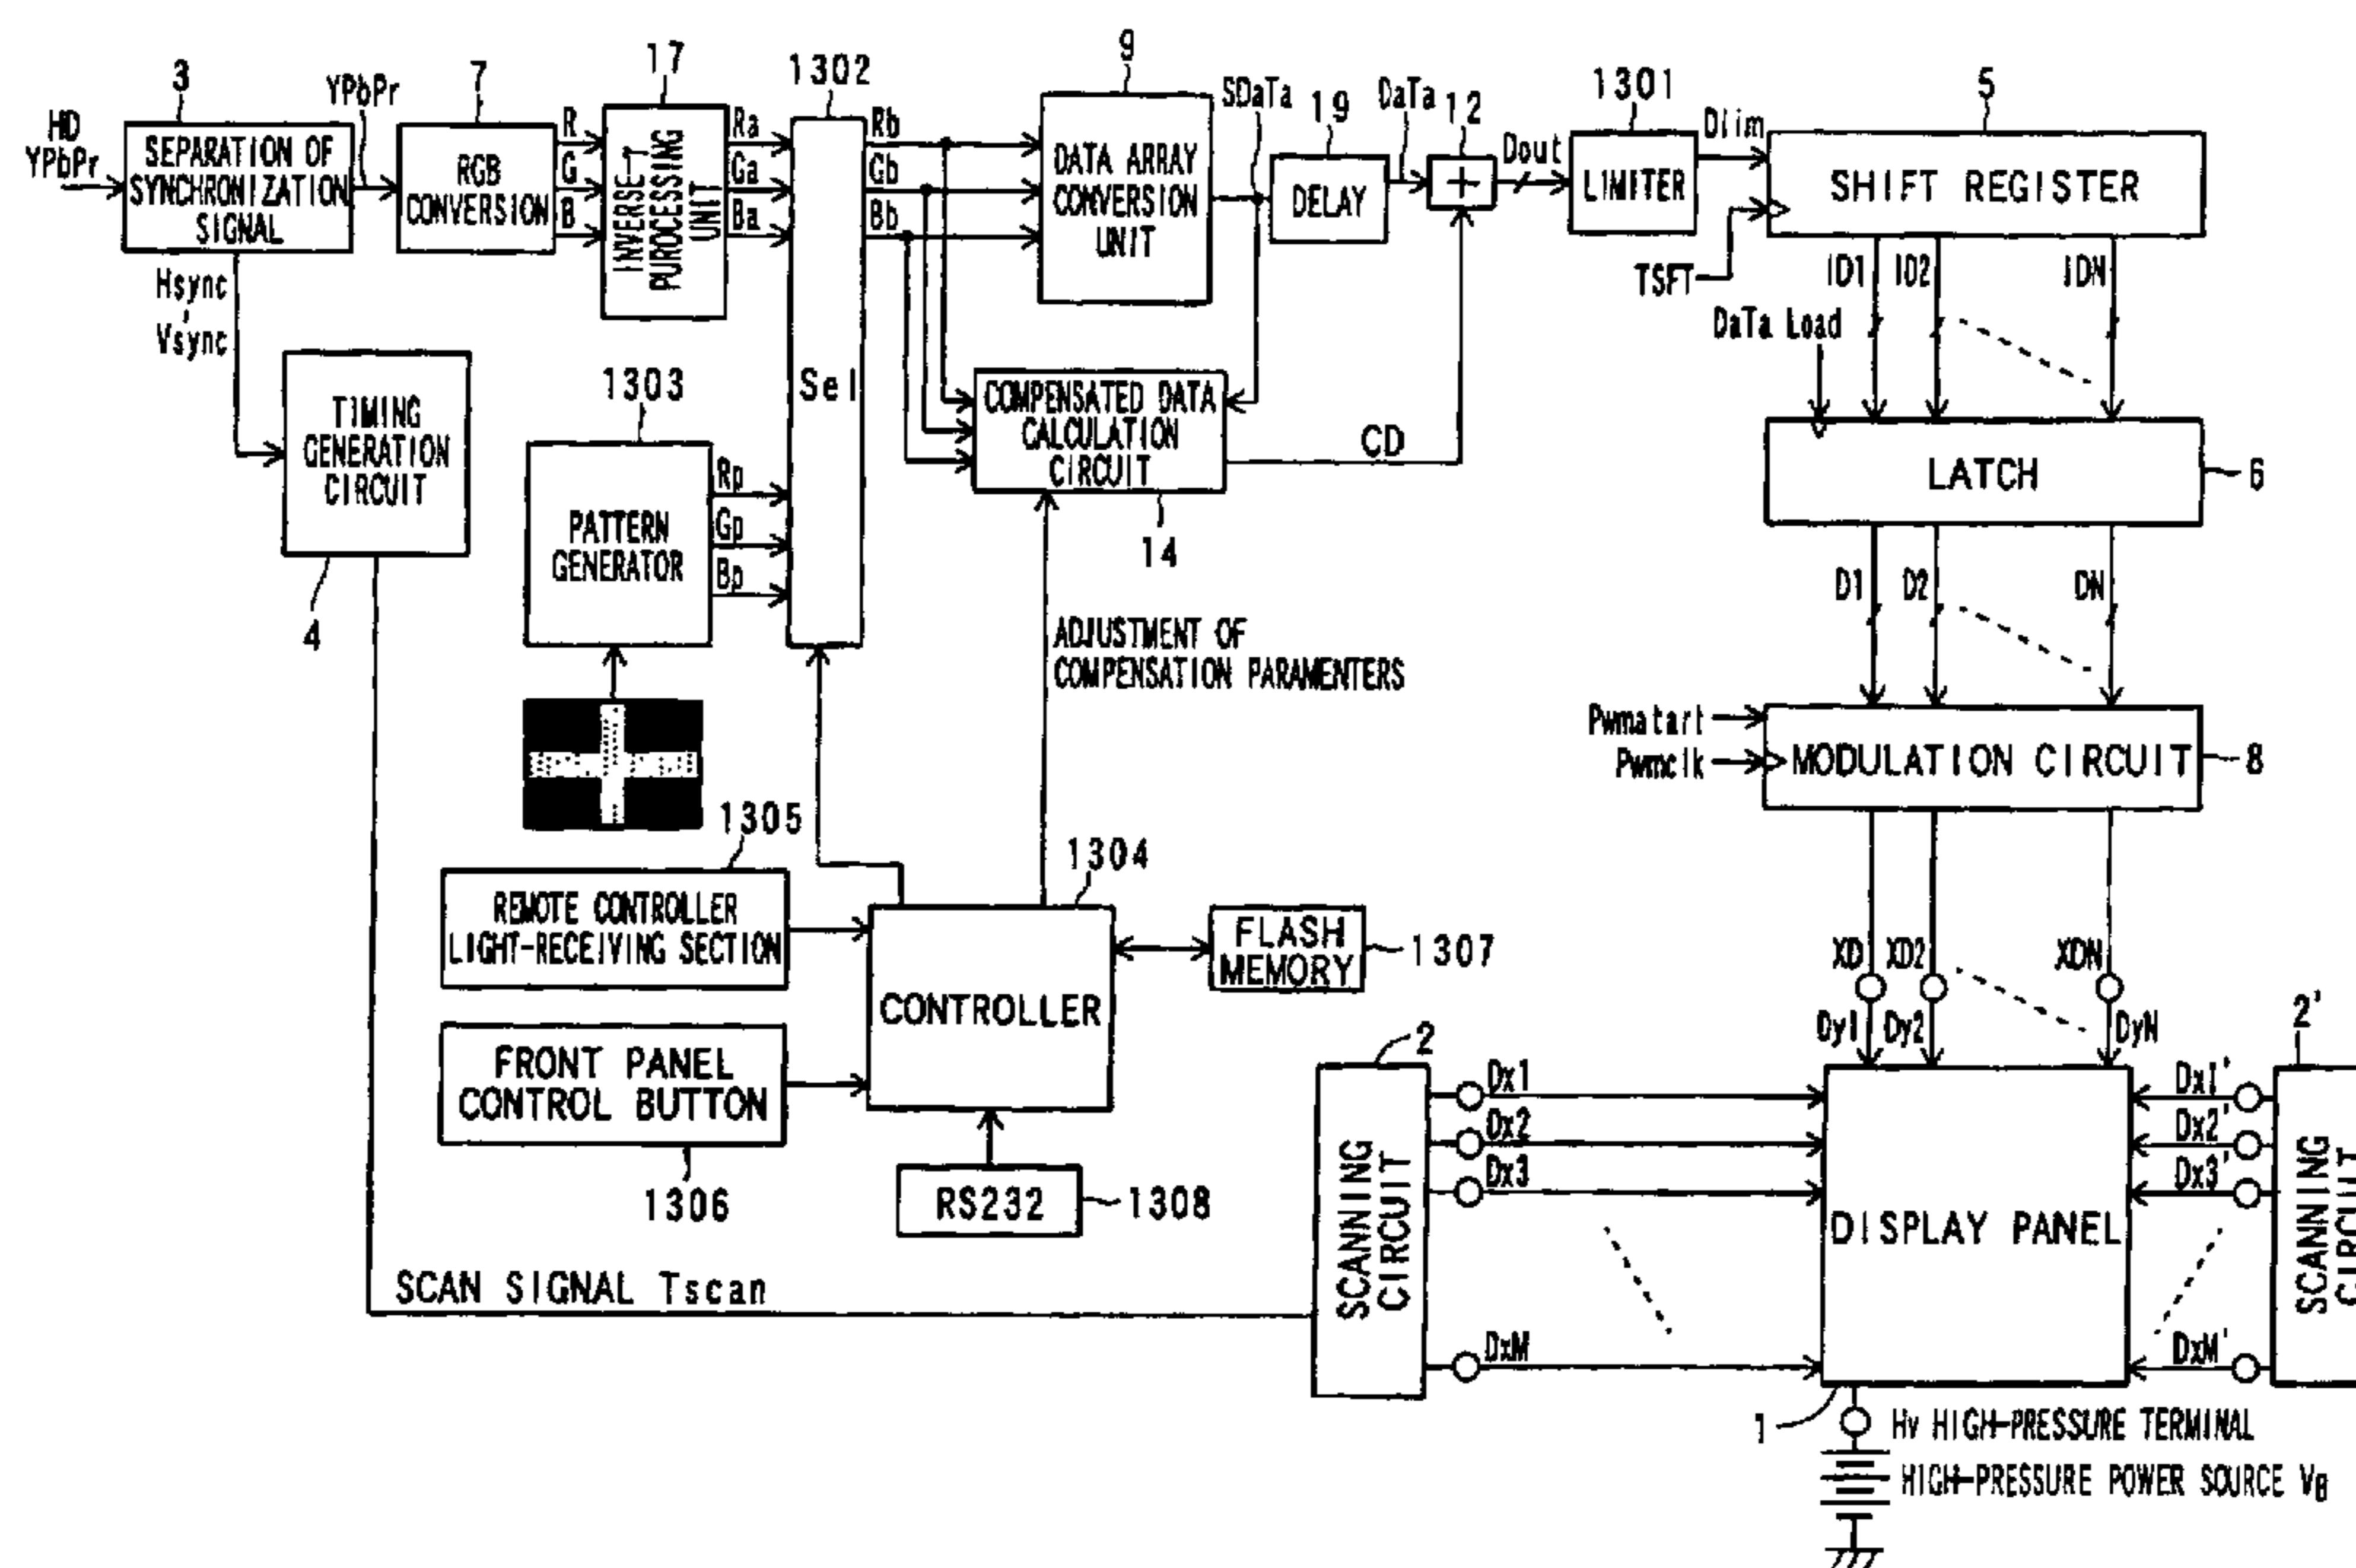 3
7
17
1302
9
19
12
1301
5
HD
YPbPr
SEPARATION OF
SYNCHRONIZATION
SIGNAL
YPbPr
RGB
CONVERSION
R
G
B
INVERSE-Γ
PUROCESSING
UNIT
Ra
Ga
Ba
Sel
Rb
Gb
Bb
DATA ARRAY
CONVERSION
UNIT
SDaTa
DELAY
DaTa
+
Dout
LIMITER
Dlim
SHIFT REGISTER
TSFT
Hsync
,
Vsync
TIMING
GENERATION
CIRCUIT
4
1303
PATTERN
GENERATOR
Rp
Gp
Bp
COMPENSATED DATA
CALCULATION
CIRCUIT
14
CD
ID1
ID2
IDN
DaTa Load
LATCH
6
D1
D2
DN
ADJUSTMENT OF
COMPENSATION PARAMENTERS
Pwmatart
Pwmclk
MODULATION CIRCUIT
8
1305
REMOTE CONTROLLER
LIGHT-RECEIVING SECTION
1304
CONTROLLER
FLASH
MEMORY
1307
FRONT PANEL
CONTROL BUTTON
1306
RS232
1308
XD
XD2
XDN
Dy1
Dy2
DyN
2
SCANNING
CIRCUIT
Dx1
Dx2
Dx3
DxM
DISPLAY PANEL
1
2'
Dx1'
Dx2'
Dx3'
DxM'
SCANNING
CIRCUIT
SCAN SIGNAL Tscan
Hv HIGH-PRESSURE TERMINAL
HIGH-PRESSURE POWER SOURCE VB